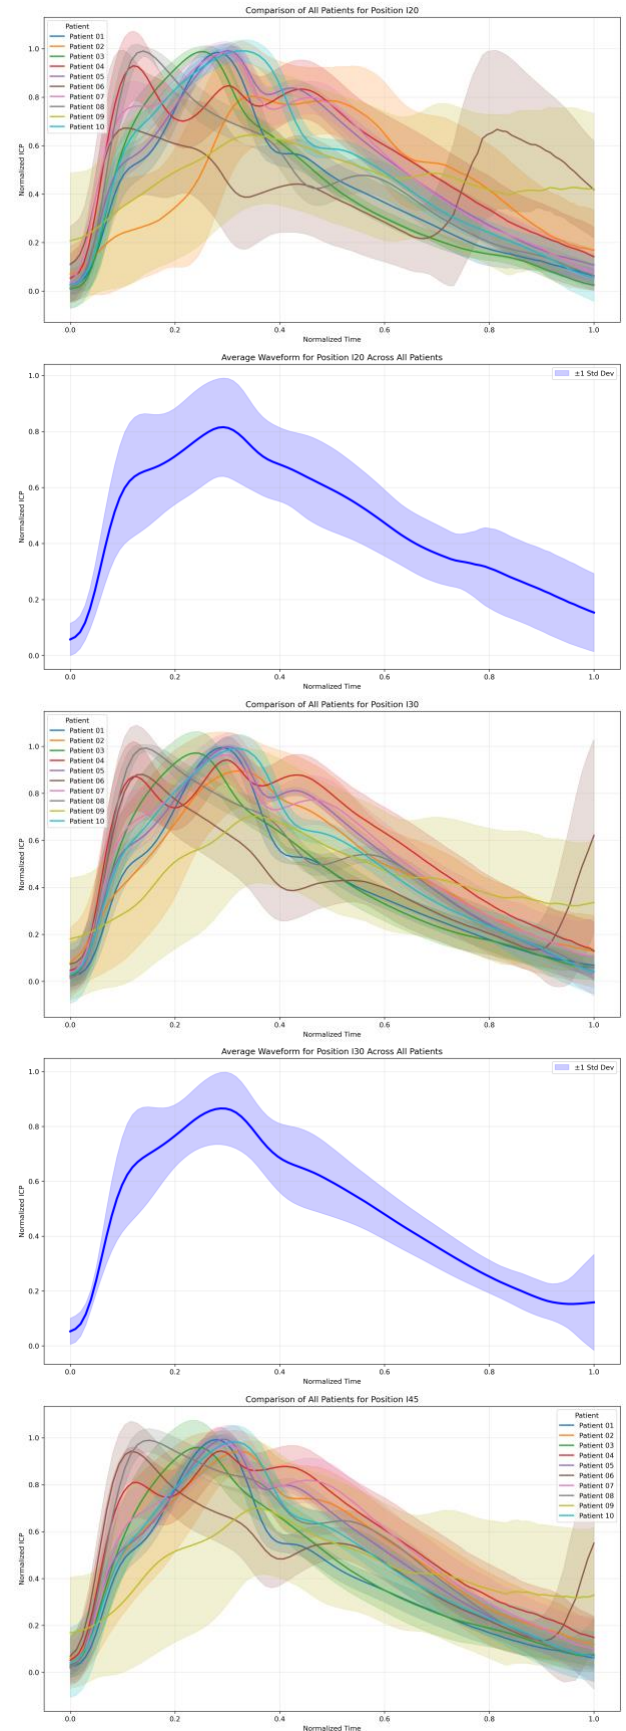 Comparison of All Patients for Position I20
Patient
Patient 01
Patient 02
Patient 03
Patient 04
Patient 05
Patient 06
Patient 07
Patient 08
Patient 09
Patient 10
Normalized ICP
1.0
0.8
0.6
0.4
0.2
0.0
0.0 0.2 0.4 0.6 0.8 1.0
Normalized Time
Average Waveform for Position I20 Across All Patients
±1 Std Dev
Normalized ICP
1.0
0.8
0.6
0.4
0.2
0.0
0.0 0.2 0.4 0.6 0.8 1.0
Normalized Time
Comparison of All Patients for Position I30
Patient
Patient 01
Patient 02
Patient 03
Patient 04
Patient 05
Patient 06
Patient 07
Patient 08
Patient 09
Patient 10
Normalized ICP
1.0
0.8
0.6
0.4
0.2
0.0
0.0 0.2 0.4 0.6 0.8 1.0
Normalized Time
Average Waveform for Position I30 Across All Patients
±1 Std Dev
Normalized ICP
1.0
0.8
0.6
0.4
0.2
0.0
0.0 0.2 0.4 0.6 0.8 1.0
Normalized Time
Comparison of All Patients for Position I45
Patient
Patient 01
Patient 02
Patient 03
Patient 04
Patient 05
Patient 06
Patient 07
Patient 08
Patient 09
Patient 10
Normalized ICP
1.0
0.8
0.6
0.4
0.2
0.0
0.0 0.2 0.4 0.6 0.8 1.0
Normalized Time